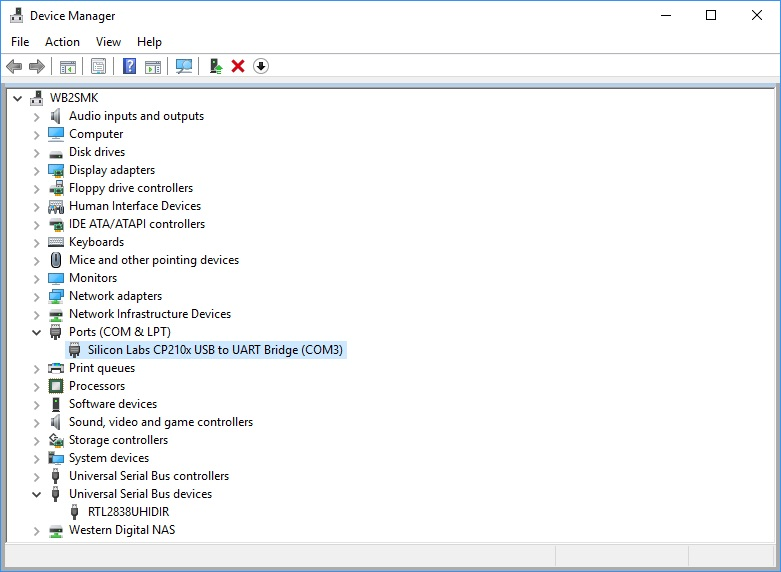 Device Manager
File Action View Help
WB2SMK
Audio inputs and outputs
Computer
Disk drives
Display adapters
Floppy drive controllers
Human Interface Devices
IDE ATA/ATAPI controllers
Keyboards
Mice and other pointing devices
Monitors
Network adapters
Network Infrastructure Devices
Ports (COM & LPT)
Silicon Labs CP210x USB to UART Bridge (COM3)
Print queues
Processors
Software devices
Sound, video and game controllers
Storage controllers
System devices
Universal Serial Bus controllers
Universal Serial Bus devices
RTL2838UHIDIR
Western Digital NAS